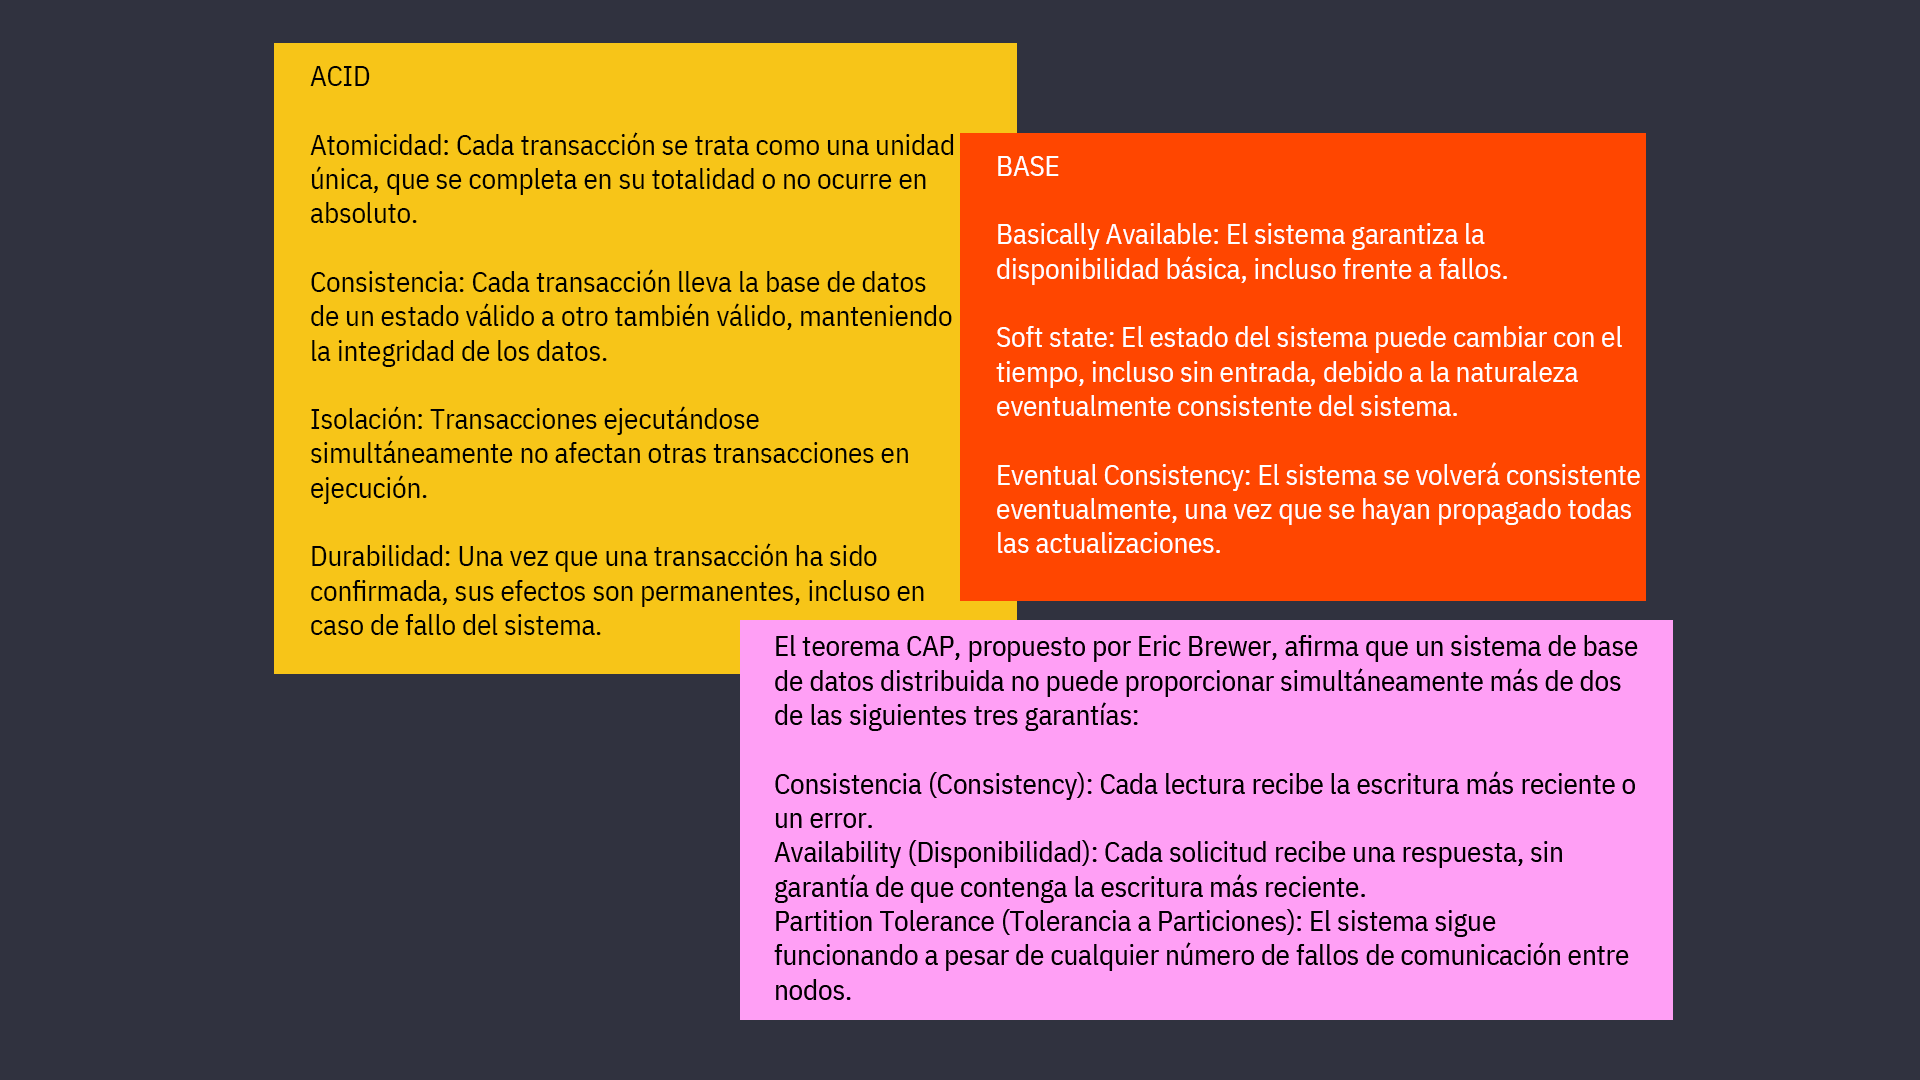 ACID
Atomicidad: Cada transacción se trata como una unidad
única, que se completa en su totalidad o no ocurre en
absoluto.
Consistencia: Cada transacción lleva la base de datos
de un estado válido a otro también válido, manteniendo
la integridad de los datos.
Isolación: Transacciones ejecutándose
simultáneamente no afectan otras transacciones en
ejecución.
Durabilidad: Una vez que una transacción ha sido
confirmada, sus efectos son permanentes, incluso en
caso de fallo del sistema.
BASE
Basically Available: El sistema garantiza la
disponibilidad básica, incluso frente a fallos.
Soft state: El estado del sistema puede cambiar con el
tiempo, incluso sin entrada, debido a la naturaleza
eventualmente consistente del sistema.
Eventual Consistency: El sistema se volverá consistente
eventualmente, una vez que se hayan propagado todas
las actualizaciones.
El teorema CAP, propuesto por Eric Brewer, afirma que un sistema de base
de datos distribuida no puede proporcionar simultáneamente más de dos
de las siguientes tres garantías:
Consistencia (Consistency): Cada lectura recibe la escritura más reciente o
un error.
Availability (Disponibilidad): Cada solicitud recibe una respuesta, sin
garantía de que contenga la escritura más reciente.
Partition Tolerance (Tolerancia a Particiones): El sistema sigue
funcionando a pesar de cualquier número de fallos de comunicación entre
nodos.